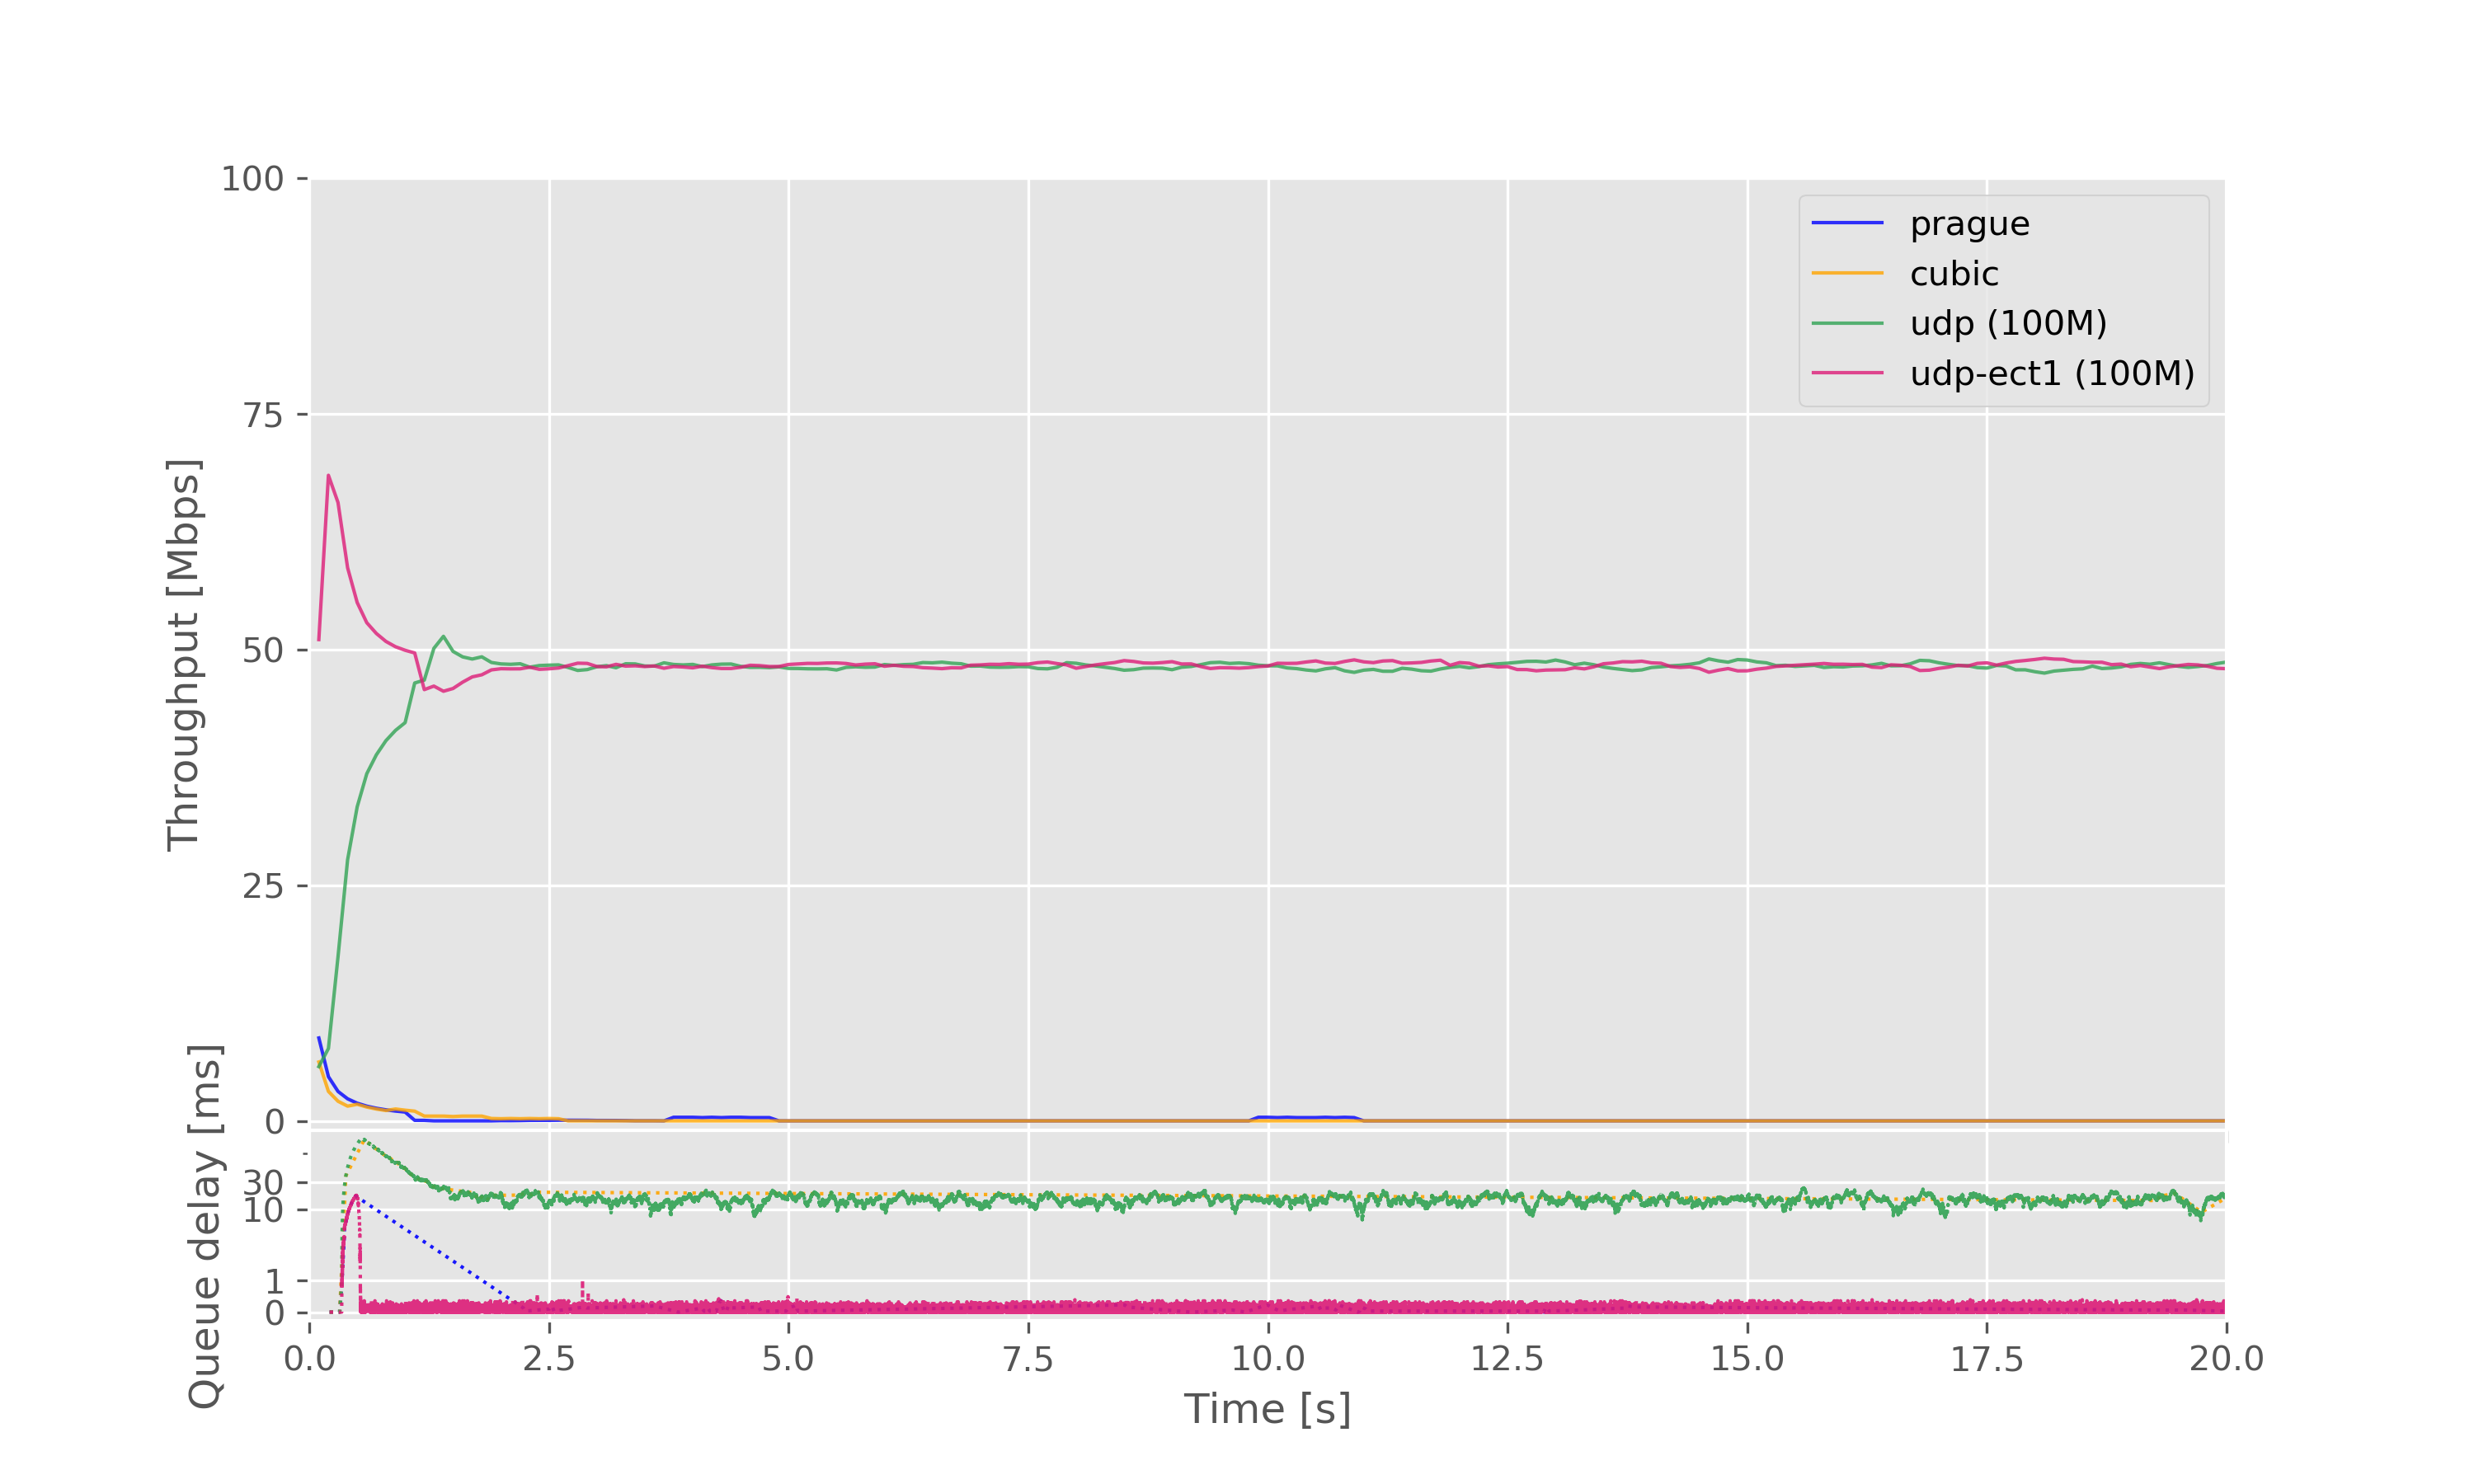 100
75
50
25
0
Throughput [Mbps]
prague
cubic
udp (100M)
udp-ect1 (100M)
30
10
1
0
Queue delay [ms]
0.0 2.5 5.0 7.5 10.0 12.5 15.0 17.5 20.0
Time [s]